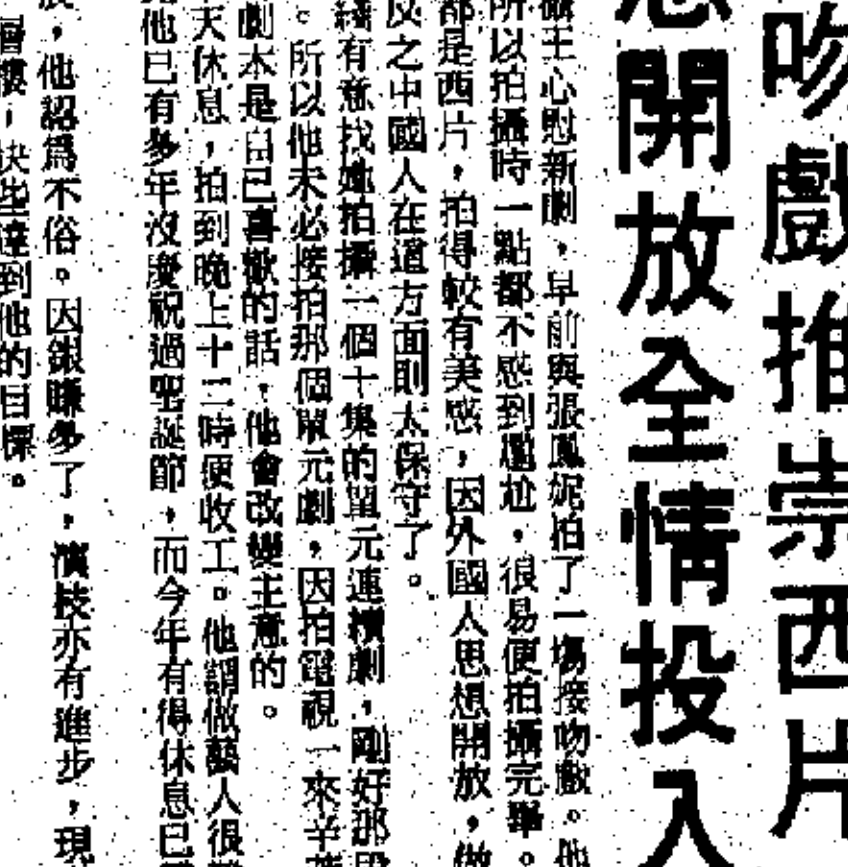 吻戲推崇西片
思開放全情投入
攝王心慰新劇，早前與張鳳妮拍了一場接吻戲。他
所以拍攝時一點都不感到尷尬，很易便拍攝完畢。
都是西片，拍得較有美感，因外國人思想開放，做
反之中國人在這方面則太保守了。
有意找她拍攝一個十集的單元連續劇，剛好那段
。所以他未必接拍那個單元劇，因拍電視一來辛
劇本是自己喜歡的話，他會改變主意的。
天休息，拍到晚上十二時便收工。他謂做藝人很
他已有多年沒慶祝過聖誕節，而今年有得休息已
，他認爲不俗。因銀賺多了，演技亦有進步，現
層樓，快些達到他的目標。